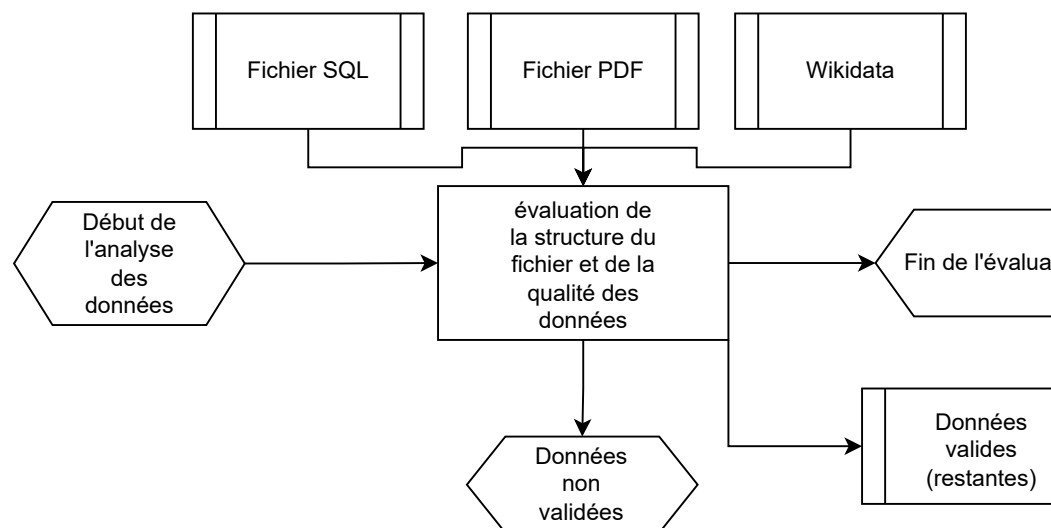 Fichier SQL
Fichier PDF
Wikidata
Début de
l'analyse
des
données
évaluation de
la structure du
fichier et de la
qualité des
données
Fin de l'évalua
Données
valides
(restantes)
Données
non
validées